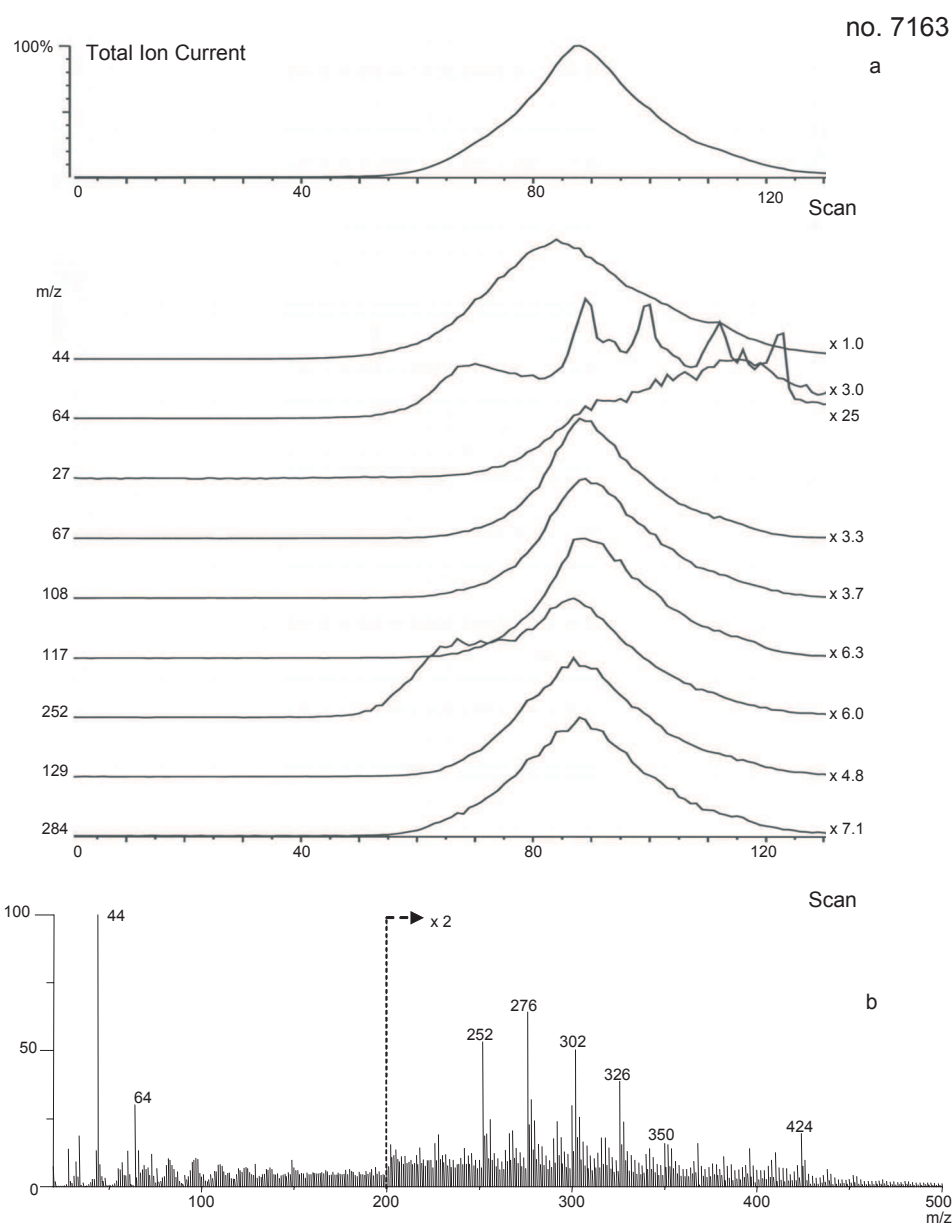 no. 7163
100% Total Ion Current
a
0 40 80 120
Scan
m/z
44 x 1.0
64 x 3.0
x 25
27
67 x 3.3
108 x 3.7
117 x 6.3
252 x 6.0
129 x 4.8
284 x 7.1
0 40 80 120
Scan
100 44 x 2
b
276
252
50 302
326
64
350 424
0
100 200 300 400 500
m/z